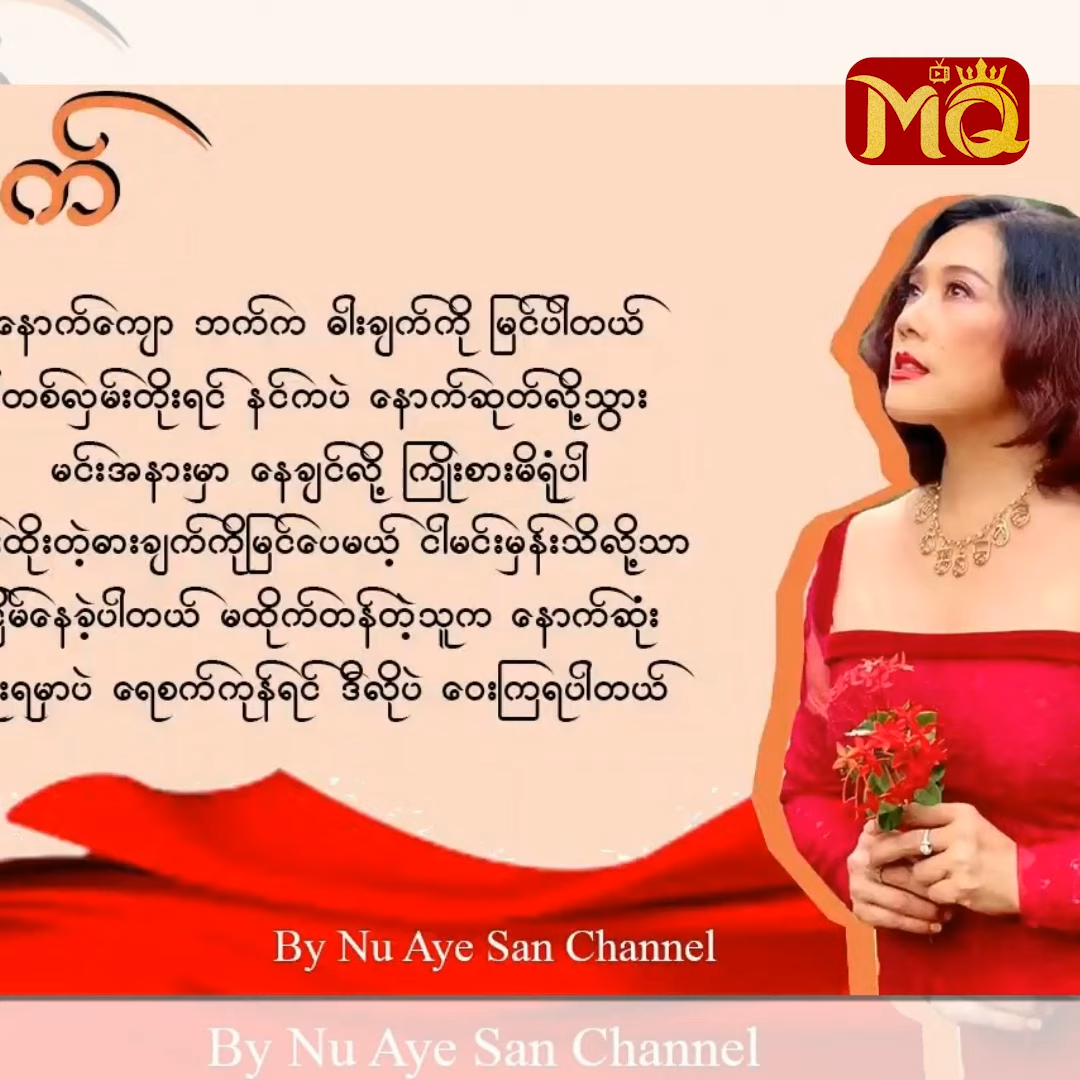 MQ
နောက်ကျော ဘက်က ဓါးချက်ကို မြင်ပါတယ်
တစ်လှမ်းတိုးရင် နင်ကပဲ နောက်ဆုတ်လို့သွား
မင်းအနားမှာ နေချင်လို့ ကြိုးစားမိရုံပါ
ထိုးတဲ့ဓားချက်ကိုမြင်ပေမယ့် ငါမင်းမှန်းသိလို့သာ
ငြိမ်နေခဲ့ပါတယ် မထိုက်တန်တဲ့သူက နောက်ဆုံး
ရမှာပဲ ရေစက်ကုန်ရင် ဒီလိုပဲ ဝေးကြရပါတယ်
By Nu Aye San Channel
By Nu Aye San Channel